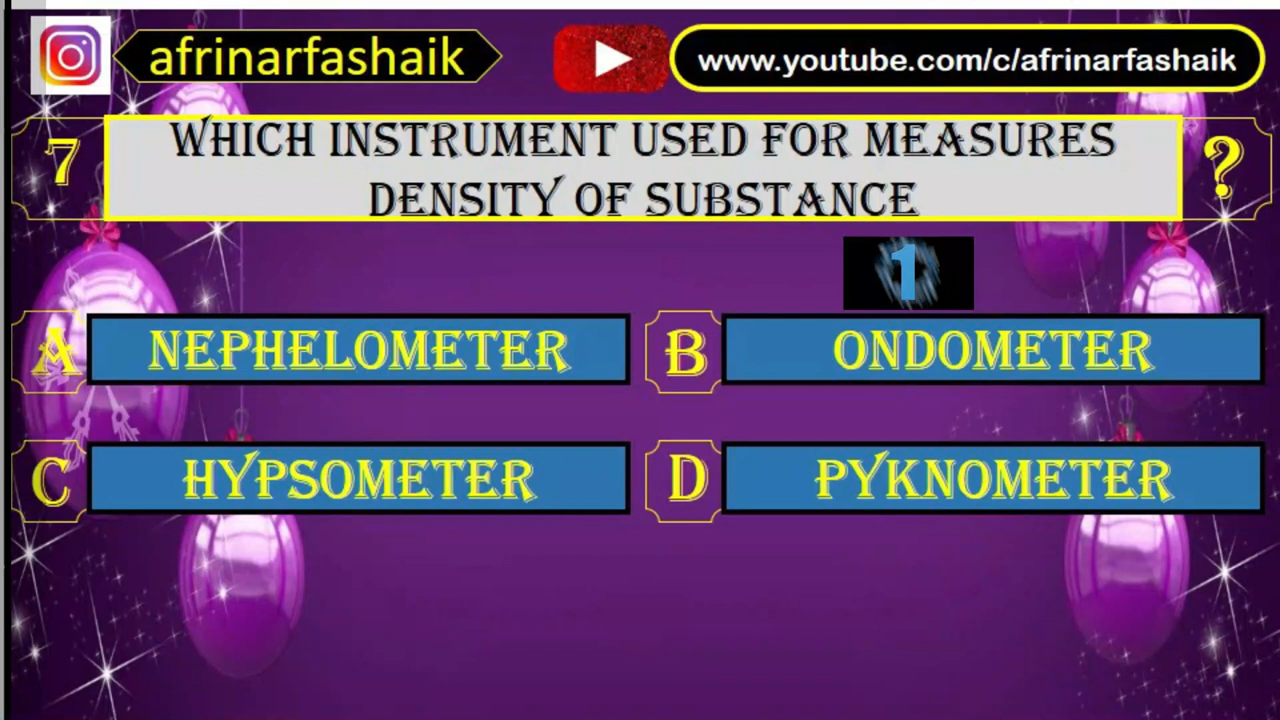 afrinarfashaik
www.youtube.com/c/afrinarfashaik
7
WHICH INSTRUMENT USED FOR MEASURES
DENSITY OF SUBSTANCE
?
1
A NEPHELOMETER
B ONDOMETER
C HYPSOMETER
D PYKNOMETER